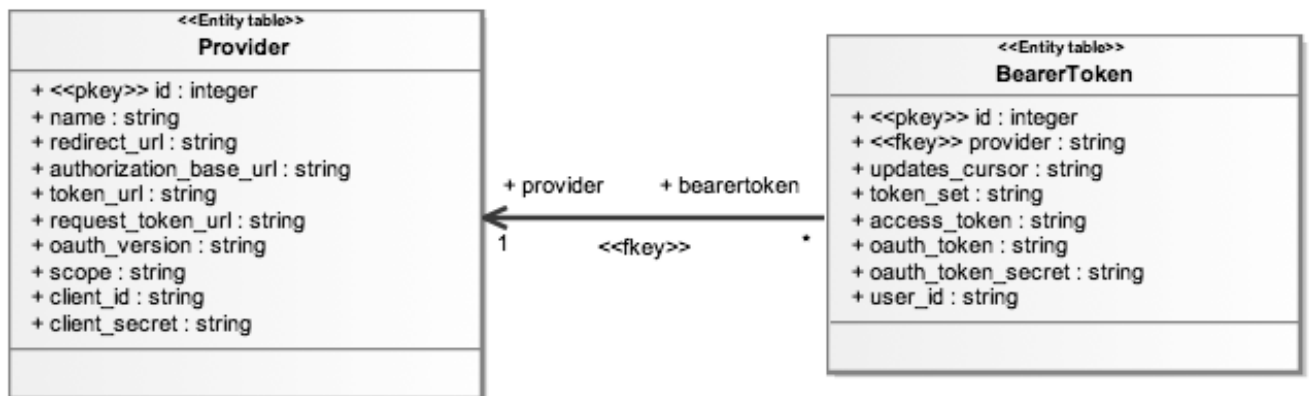 <<Entity table>>
Provider
+ <<pkey>> id : integer
+ name : string
+ redirect_url : string
+ authorization_base_url : string
+ token_url : string
+ request_token_url : string
+ oauth_version : string
+ scope : string
+ client_id : string
+ client_secret : string
+ provider + bearertoken
1 <<fkey>> *
<<Entity table>>
BearerToken
+ <<pkey>> id : integer
+ <<fkey>> provider : string
+ updates_cursor : string
+ token_set : string
+ access_token : string
+ oauth_token : string
+ oauth_token_secret : string
+ user_id : string